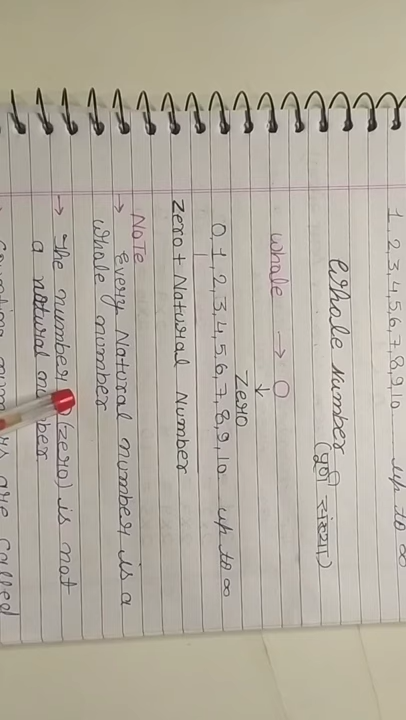 1, 2, 3, 4, 5, 6, 7, 8, 9, 10 up to ∞
Whole number
(पूर्ण संख्या)
whole → 0
↓
Zero
0, 1, 2, 3, 4, 5, 6, 7, 8, 9, 10 up to ∞
Zero + Natural Number
NoTe
→ Every Natural number is a
whole number
→ The number (zero) is not
a natural number
counting are called